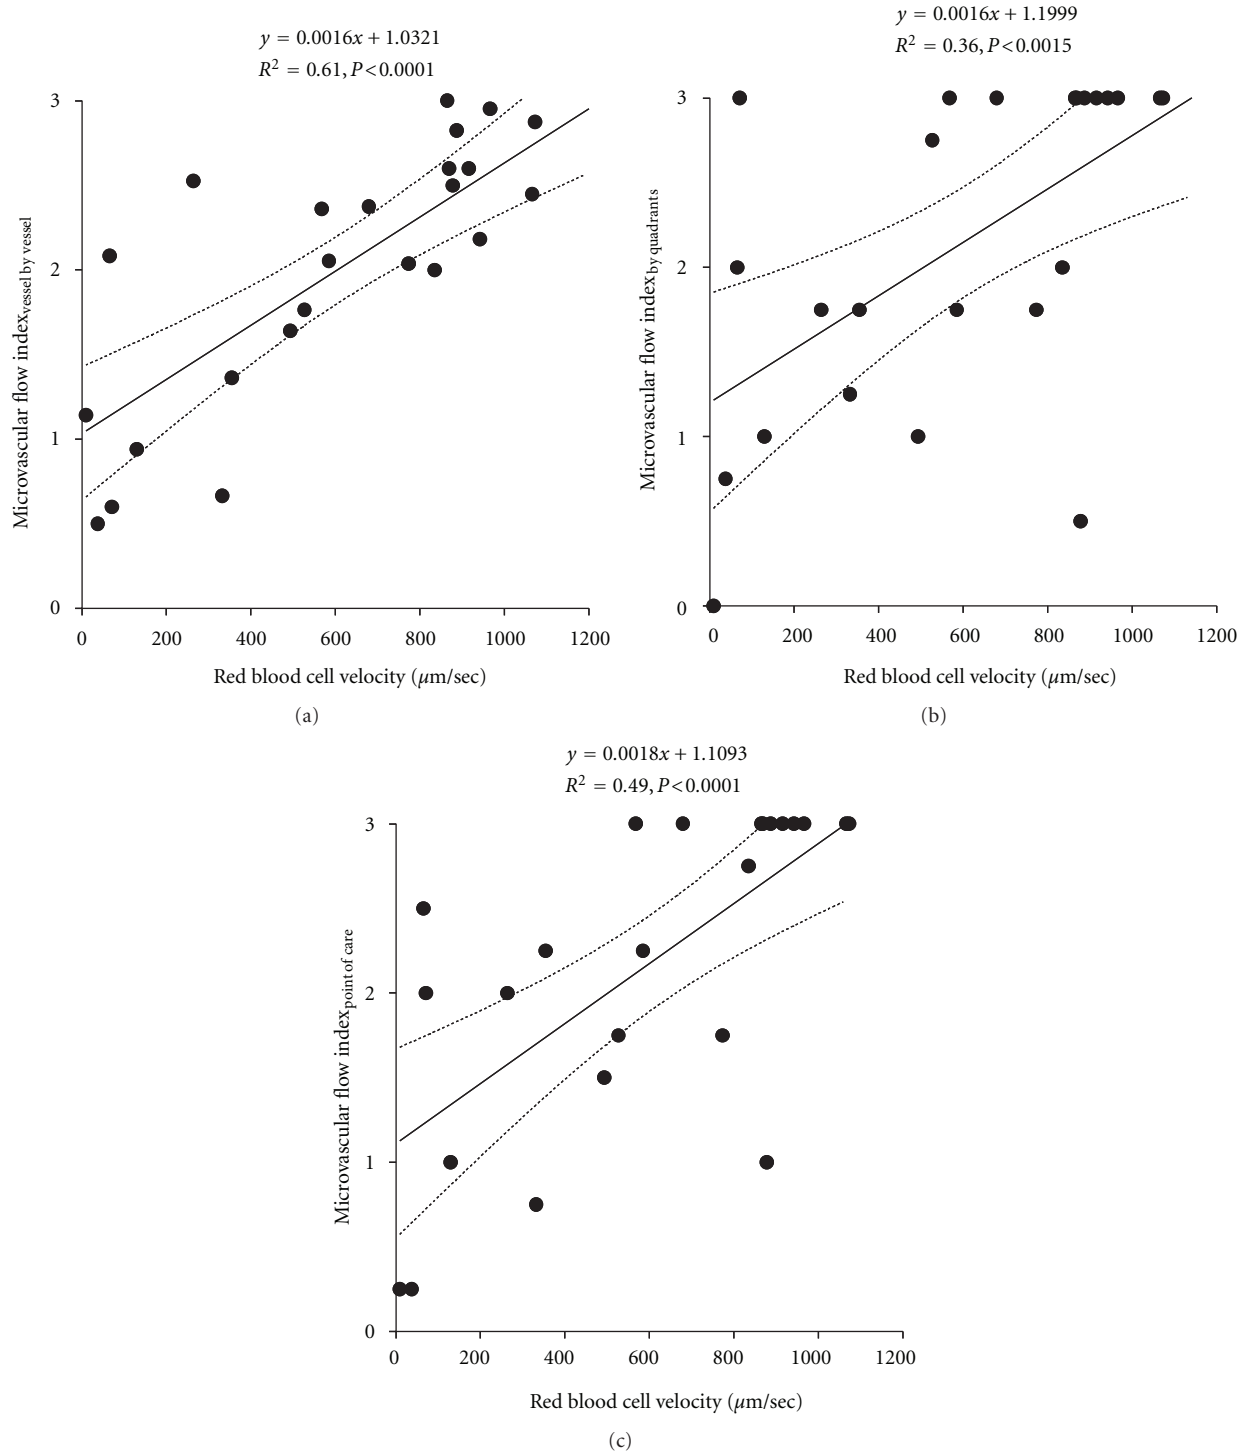 y = 0.0016x + 1.0321
R² = 0.61, P<0.0001
3
2
1
0
Microvascular flow index vessel by vessel
0 200 400 600 800 1000 1200
Red blood cell velocity (μm/sec)
(a)
y = 0.0016x + 1.1999
R² = 0.36, P<0.0015
3
2
1
0
Microvascular flow index by quadrants
0 200 400 600 800 1000 1200
Red blood cell velocity (μm/sec)
(b)
y = 0.0018x + 1.1093
R² = 0.49, P<0.0001
3
2
1
0
Microvascular flow index point of care
0 200 400 600 800 1000 1200
Red blood cell velocity (μm/sec)
(c)